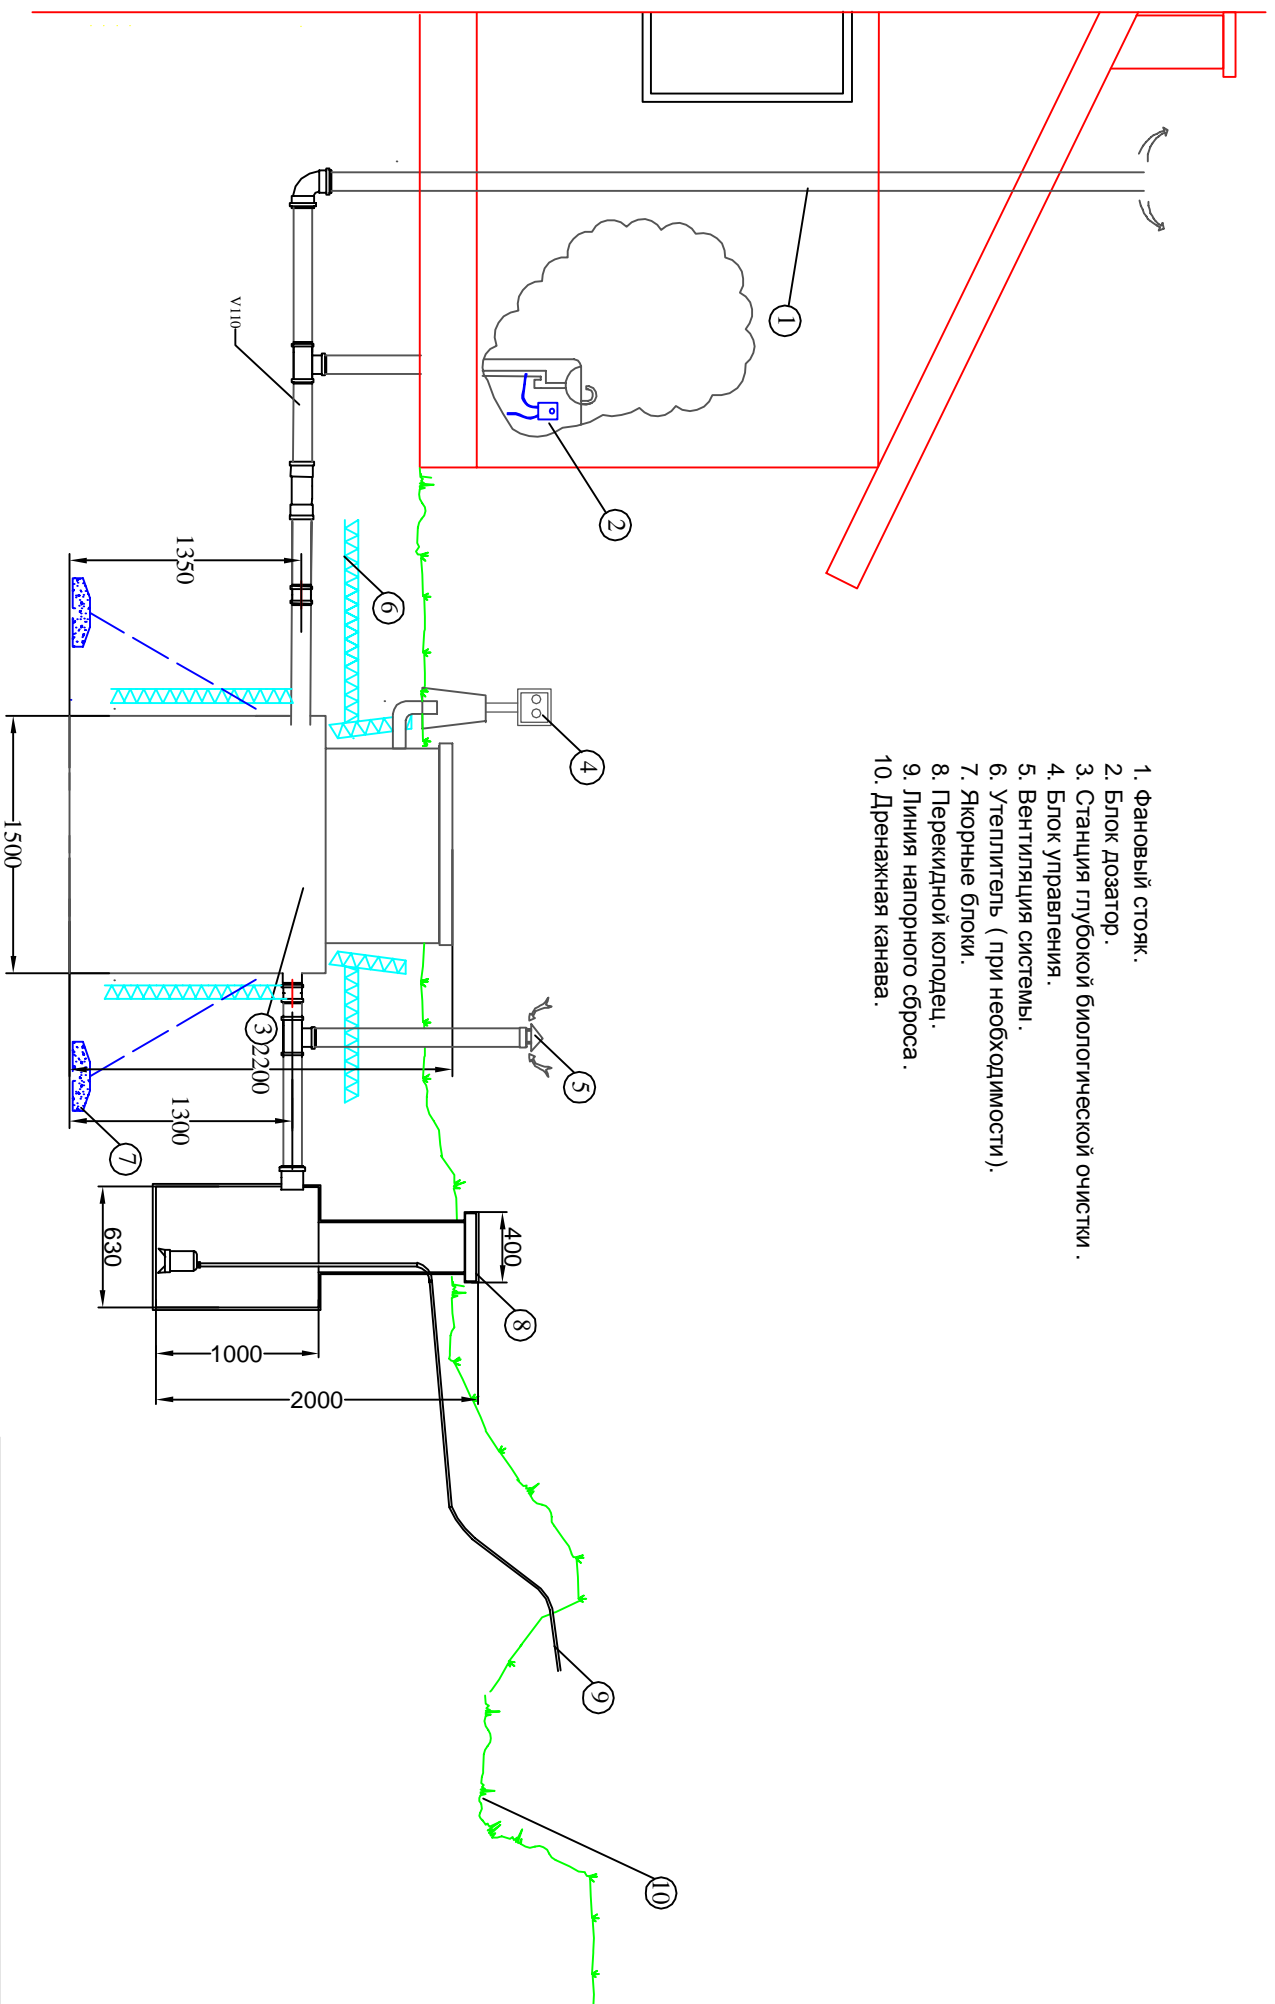 1. Фановый стояк.
2. Блок дозатор.
3. Станция глубокой биологической очистки .
4. Блок управления.
5. Вентиляция системы.
6. Утеплитель ( при необходимости).
7. Якорные блоки.
8. Перекидной колодец.
9. Линия напорного сброса .
10. Дренажная канава.
1
2
4
5
8
9
10
6
400
V110
1350
3
2200
1300
7
1000
2000
630
1500